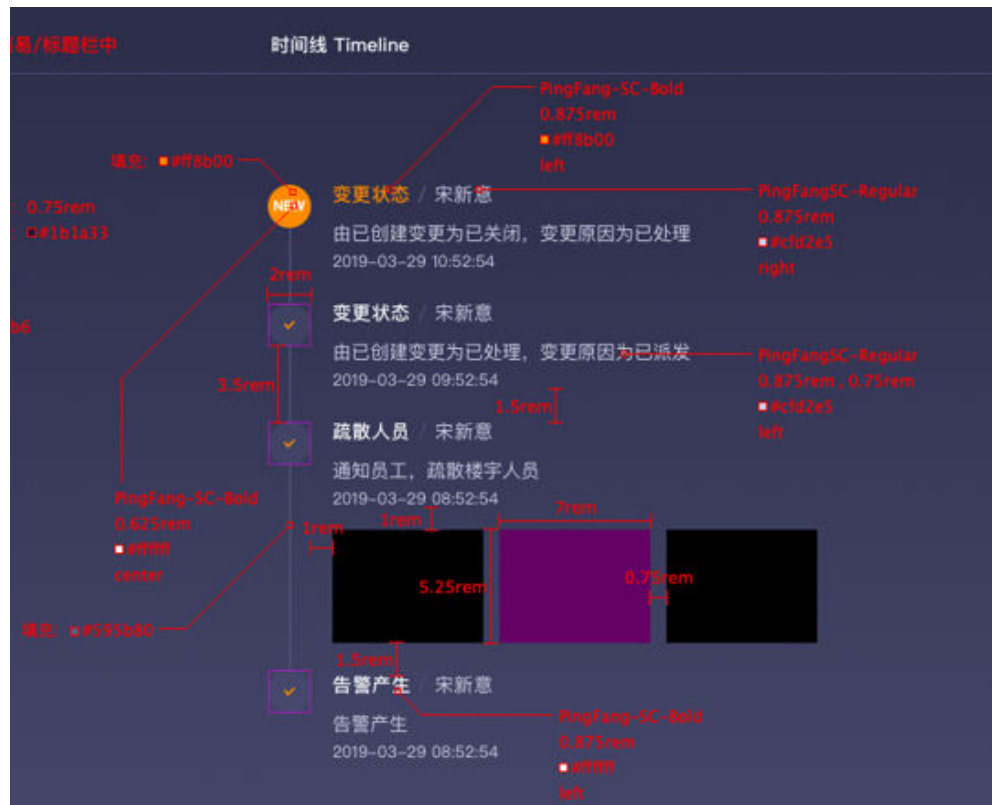 易/标题栏中
时间线 Timeline
PingFang-SC-Bold
0.875rem
#ff8b00
left
填充: #ff8b00
NEW
变更状态 / 宋新意
PingFangSC-Regular
0.875rem
#cfd2e5
right
: 0.75rem
: #1b1a33
由已创建变更为已关闭，变更原因为已处理
2019-03-29 10:52:54
2rem
b6
变更状态 / 宋新意
由已创建变更为已处理，变更原因为已派发
2019-03-29 09:52:54
PingFangSC-Regular
0.875rem , 0.75rem
#cfd2e5
left
3.5rem
1.5rem
疏散人员 / 宋新意
通知员工，疏散楼宇人员
2019-03-29 08:52:54
PingFang-SC-Bold
0.625rem
#ffffff
center
1rem
1rem
7rem
5.25rem
0.75rem
填充: #595b80
1.5rem
告警产生 / 宋新意
告警产生
2019-03-29 08:52:54
PingFang-SC-Bold
0.875rem
#ffffff
left